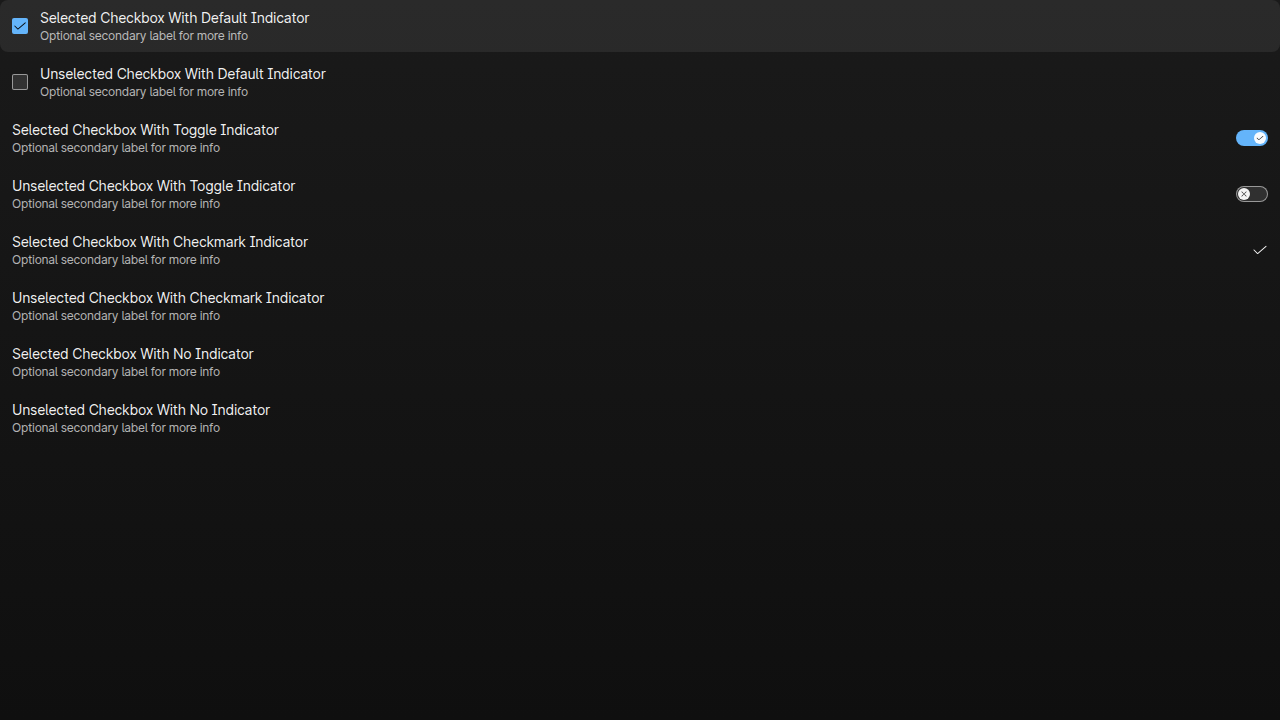 Selected Checkbox With Default Indicator
Optional secondary label for more info
Unselected Checkbox With Default Indicator
Optional secondary label for more info
Selected Checkbox With Toggle Indicator
Optional secondary label for more info
Unselected Checkbox With Toggle Indicator
Optional secondary label for more info
Selected Checkbox With Checkmark Indicator
Optional secondary label for more info
Unselected Checkbox With Checkmark Indicator
Optional secondary label for more info
Selected Checkbox With No Indicator
Optional secondary label for more info
Unselected Checkbox With No Indicator
Optional secondary label for more info